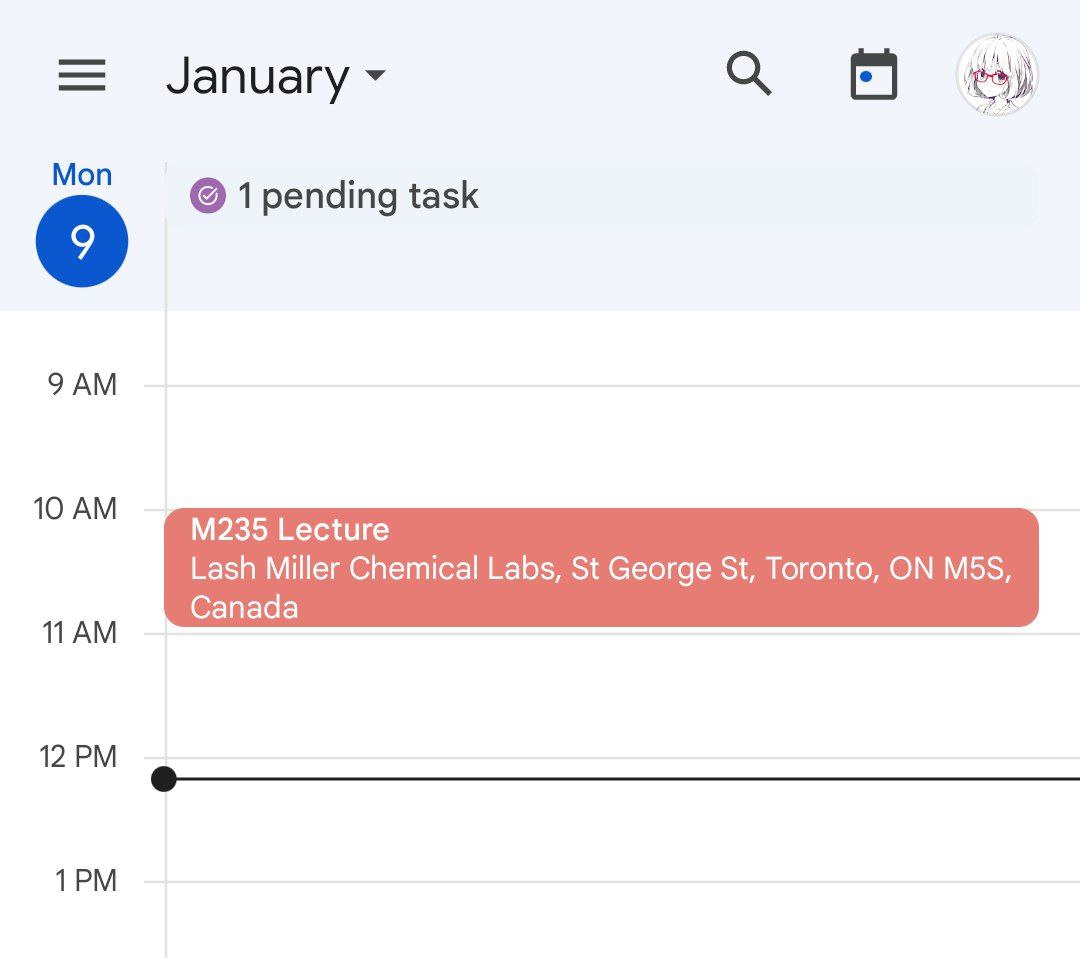 January
Mon
9
1 pending task
9 AM
10 AM
M235 Lecture
Lash Miller Chemical Labs, St George St, Toronto, ON M5S,
Canada
11 AM
12 PM
1 PM